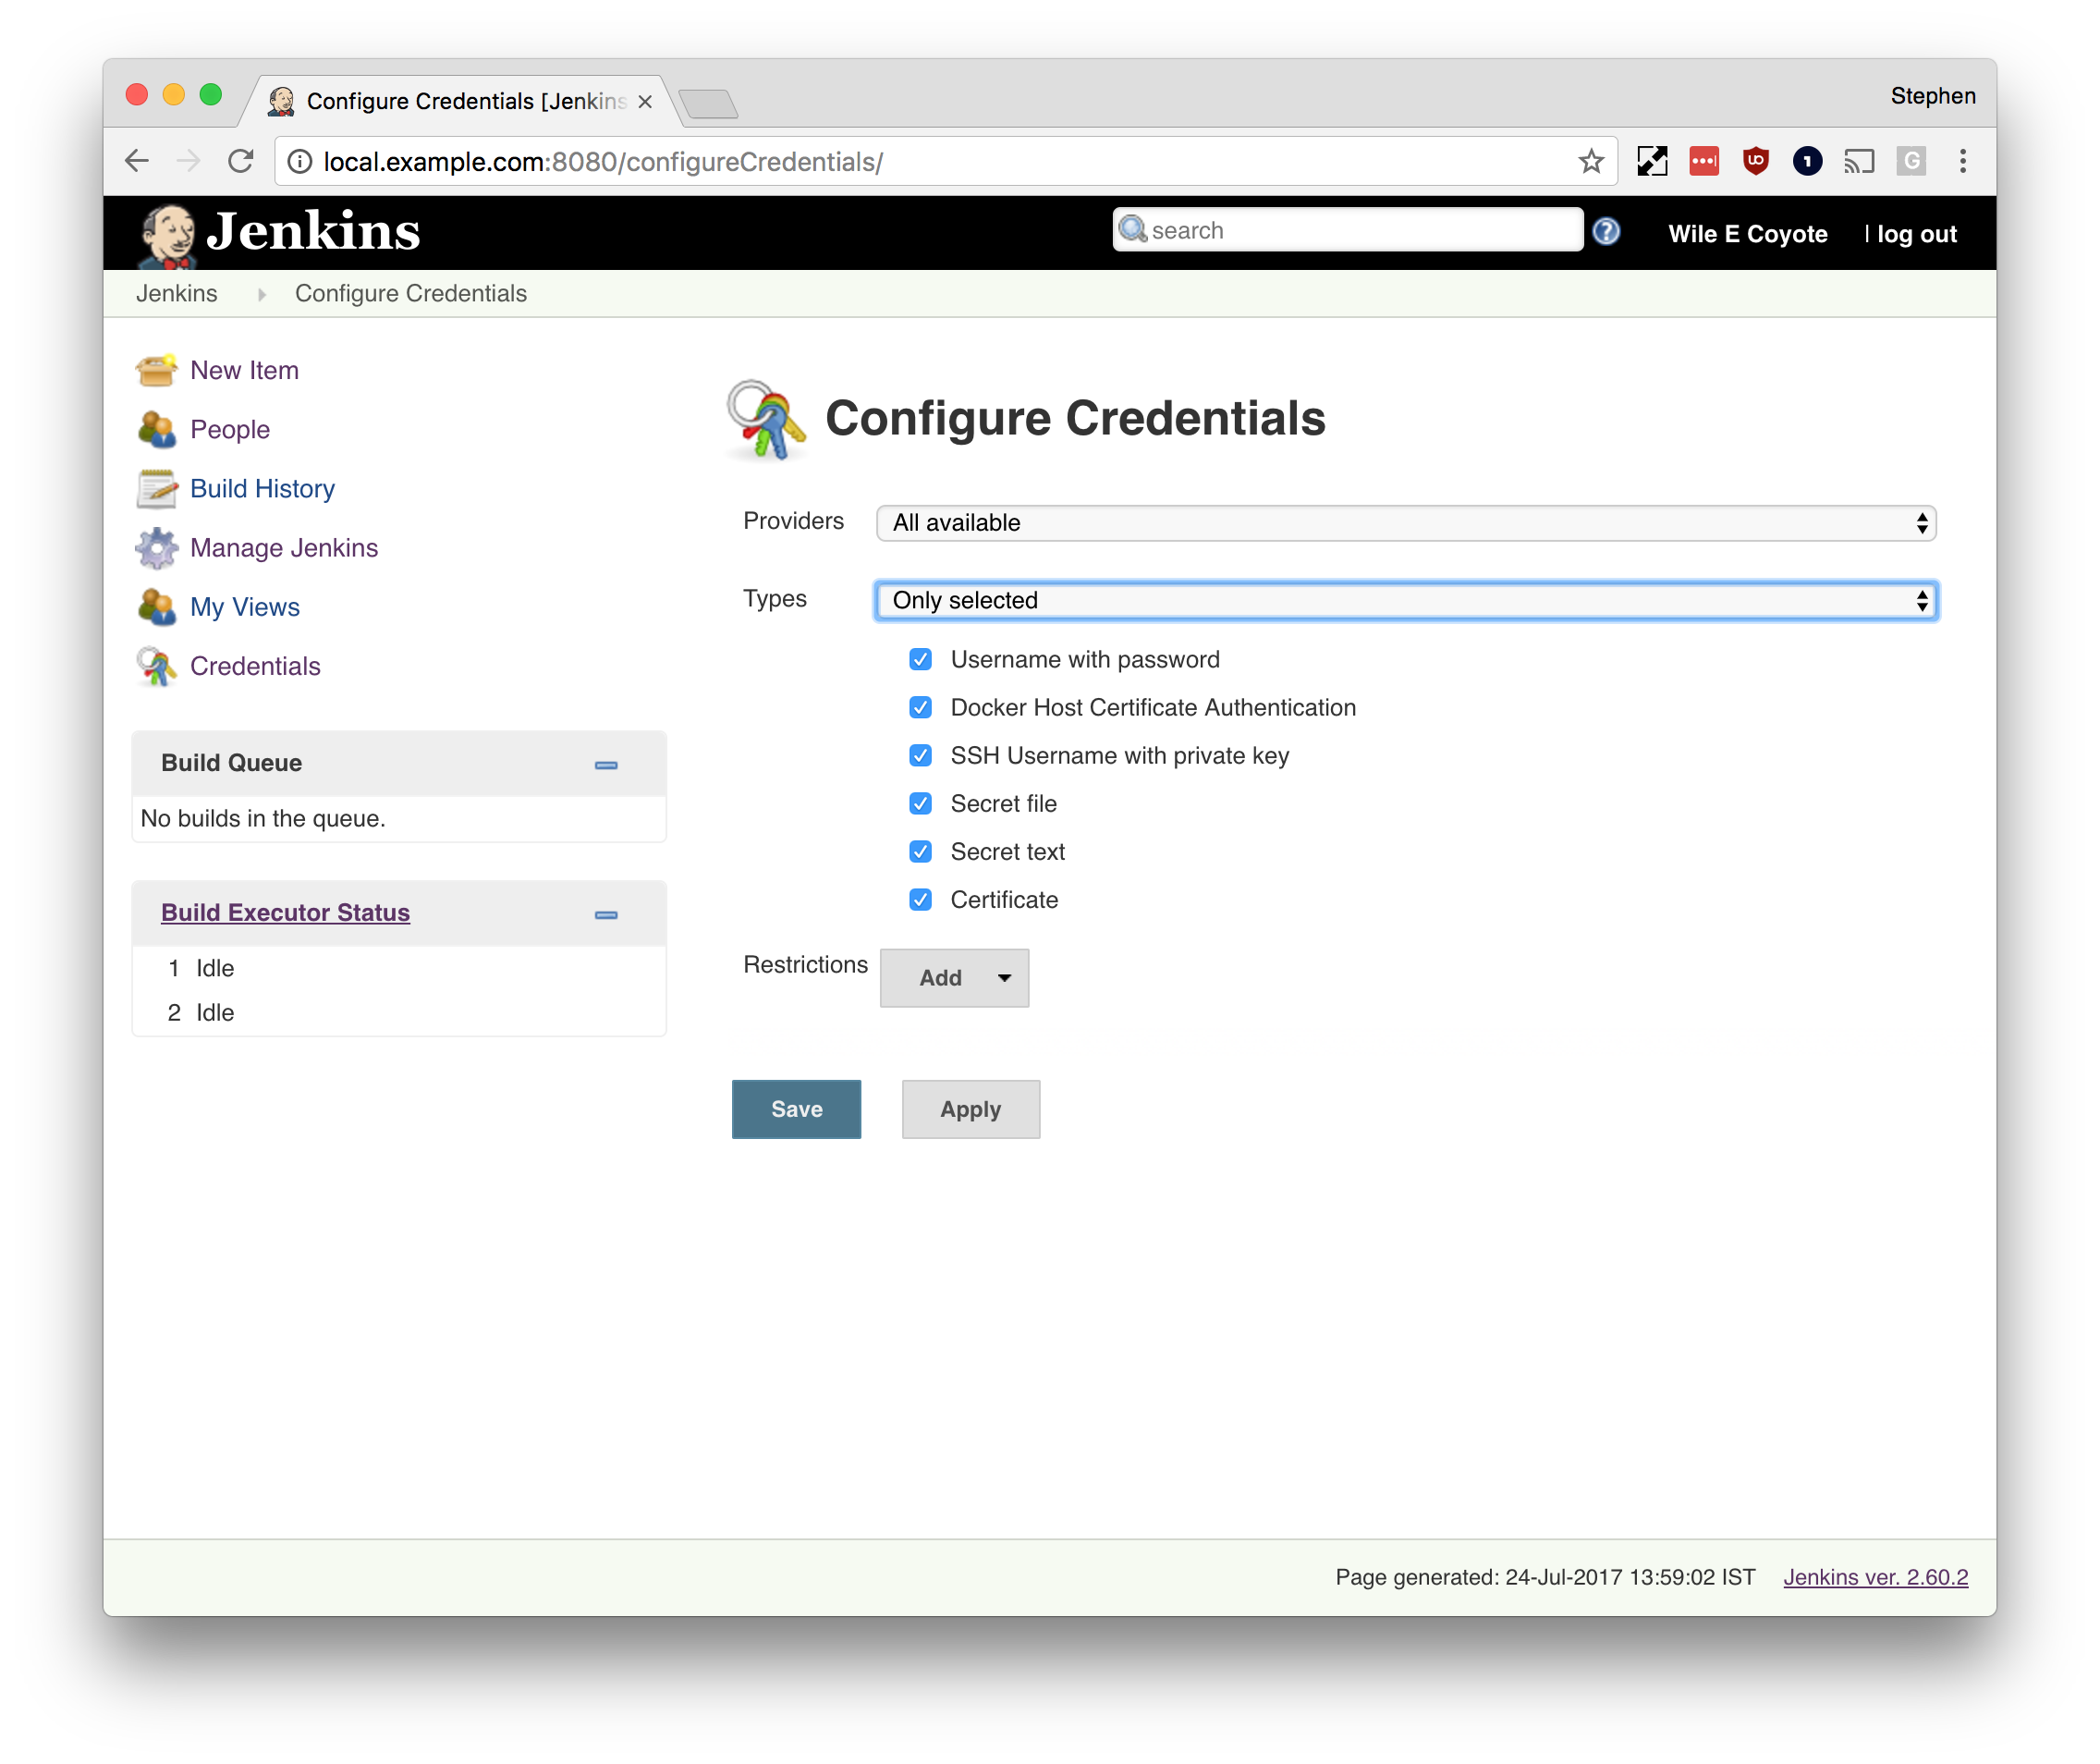 Configure Credentials [Jenkins
Stephen
local.example.com:8080/configureCredentials/
Jenkins
search
Wile E Coyote
| log out
Jenkins
Configure Credentials
New Item
People
Build History
Manage Jenkins
My Views
Credentials
Build Queue
No builds in the queue.
Build Executor Status
1 Idle
2 Idle
Configure Credentials
Providers
All available
Types
Only selected
Username with password
Docker Host Certificate Authentication
SSH Username with private key
Secret file
Secret text
Certificate
Restrictions
Add
Save
Apply
Page generated: 24-Jul-2017 13:59:02 IST
Jenkins ver. 2.60.2